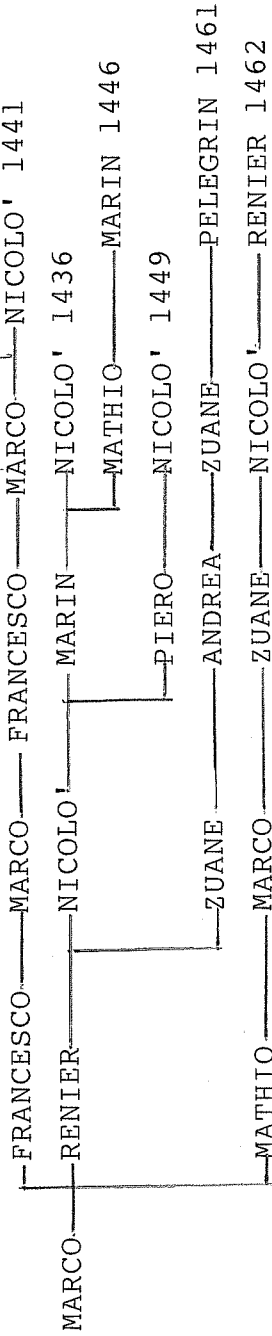 FRANCESCO MARCO FRANCESCO MARCO NICOLO' 1441
MARCO RENIER NICOLO' MARIN NICOLO' 1436
MATHIO MARIN 1446
PIERO NICOLO' 1449
ZUANE ANDREA ZUANE PELEGRIN 1461
MATHIO MARCO ZUANE NICOLO' RENIER 1462